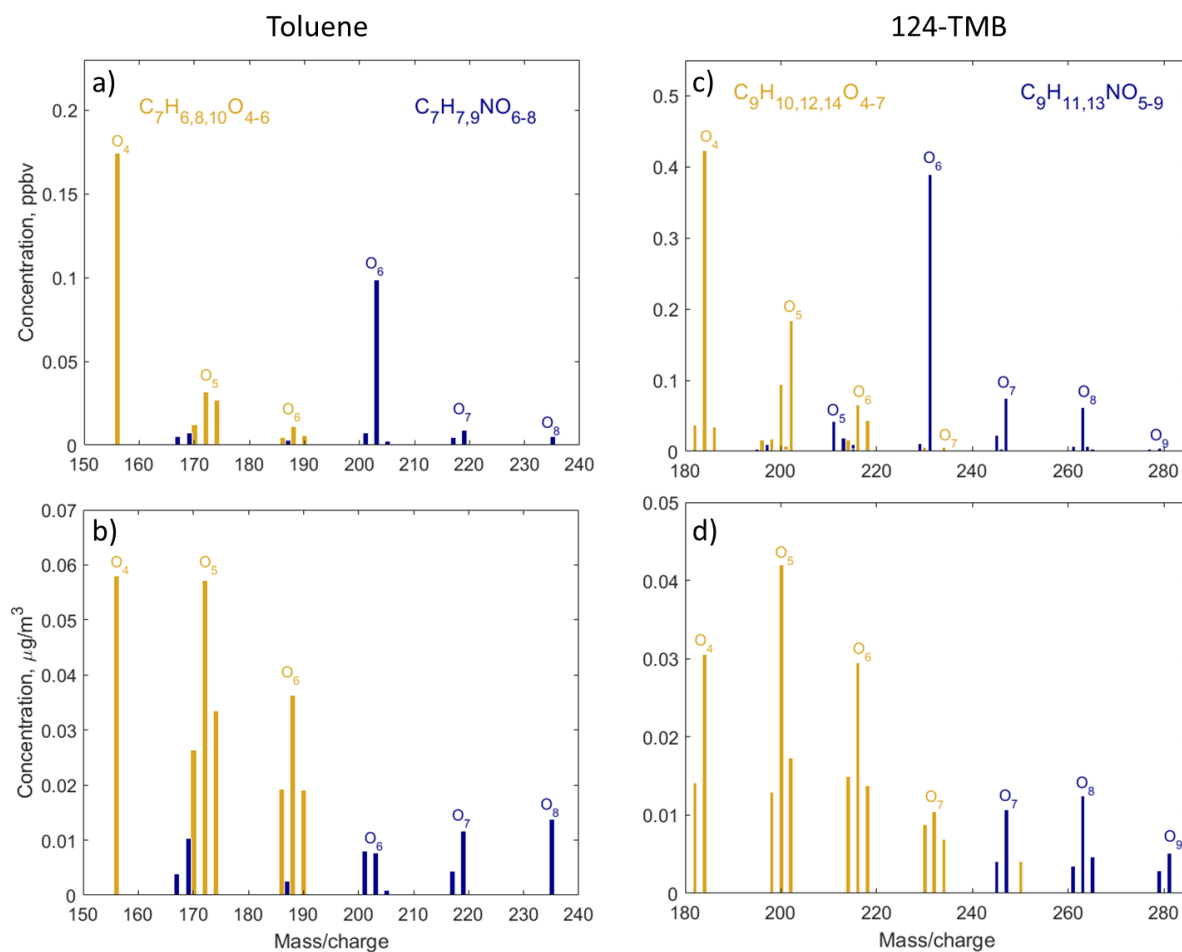 Toluene
124-TMB
a)
C₇H₆,₈,₁₀O₄₋₆
C₇H₇,₉NO₆₋₈
O₄
O₅
O₆
O₆
O₇
O₈
Concentration, ppbv
0
0.05
0.1
0.15
0.2
150 160 170 180 190 200 210 220 230 240
c)
C₉H₁₀,₁₂,₁₄O₄₋₇
C₉H₁₁,₁₃NO₅₋₉
O₄
O₅
O₅
O₆
O₇
O₆
O₇
O₈
O₉
0
0.1
0.2
0.3
0.4
0.5
180 200 220 240 260 280
b)
O₄
O₅
O₆
O₆
O₇
O₈
Concentration, μg/m³
0
0.01
0.02
0.03
0.04
0.05
0.06
0.07
150 160 170 180 190 200 210 220 230 240
Mass/charge
d)
O₄
O₅
O₆
O₇
O₇
O₈
O₉
0
0.01
0.02
0.03
0.04
0.05
180 200 220 240 260 280
Mass/charge